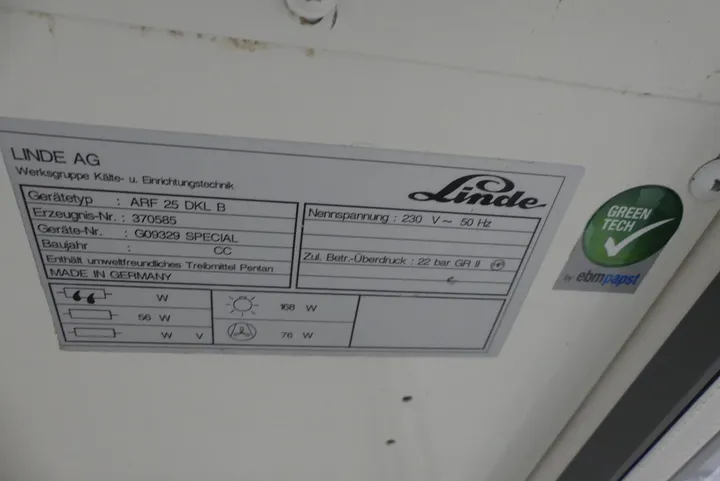 LINDE AG
Werksgruppe Kälte- u. Einrichtungstechnik
Linde
Gerätetyp : ARF 25 DKL B
Erzeugnis-Nr. : 370585
Geräte-Nr. : G09329 SPECIAL
Baujahr : CC
Enthält umweltfreundliches Treibmittel Pentan
MADE IN GERMANY
Nennspannung : 230 V ~ 50 Hz
Zul. Betr.-Überdruck : 22 bar GR II
W
56 W
W V
168 W
76 W
GREEN
TECH
by ebmpapst